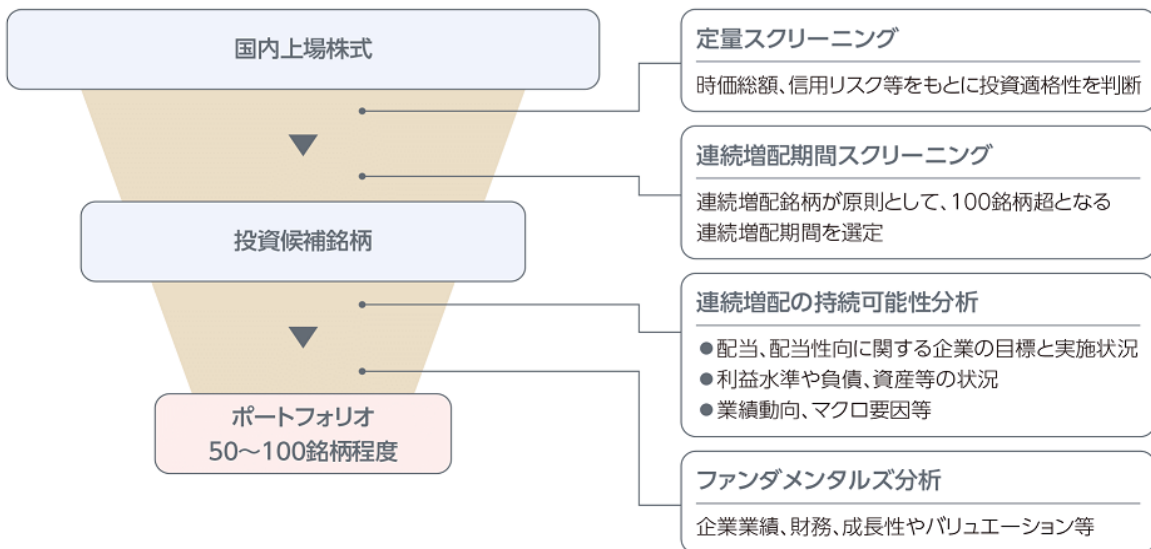 国内上場株式
定量スクリーニング
時価総額、信用リスク等をもとに投資適格性を判断
連続増配期間スクリーニング
連続増配銘柄が原則として、100銘柄超となる
連続増配期間を選定
投資候補銘柄
連続増配の持続可能性分析
●配当、配当性向に関する企業の目標と実施状況
●利益水準や負債、資産等の状況
●業績動向、マクロ要因等
ポートフォリオ
50～100銘柄程度
ファンダメンタルズ分析
企業業績、財務、成長性やバリュエーション等